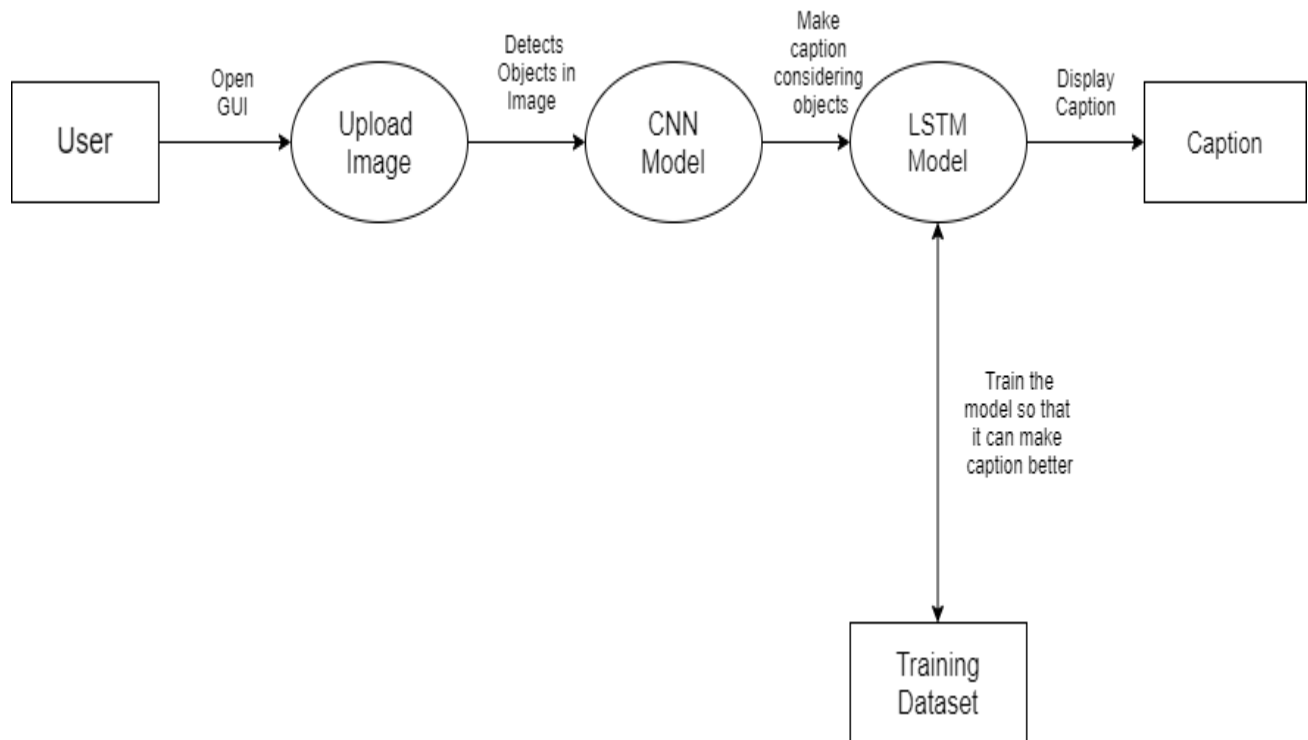 User
Open
GUI
Upload
Image
Detects
Objects in
Image
CNN
Model
Make
caption
considering
objects
LSTM
Model
Display
Caption
Caption
Train the
model so that
it can make
caption better
Training
Dataset